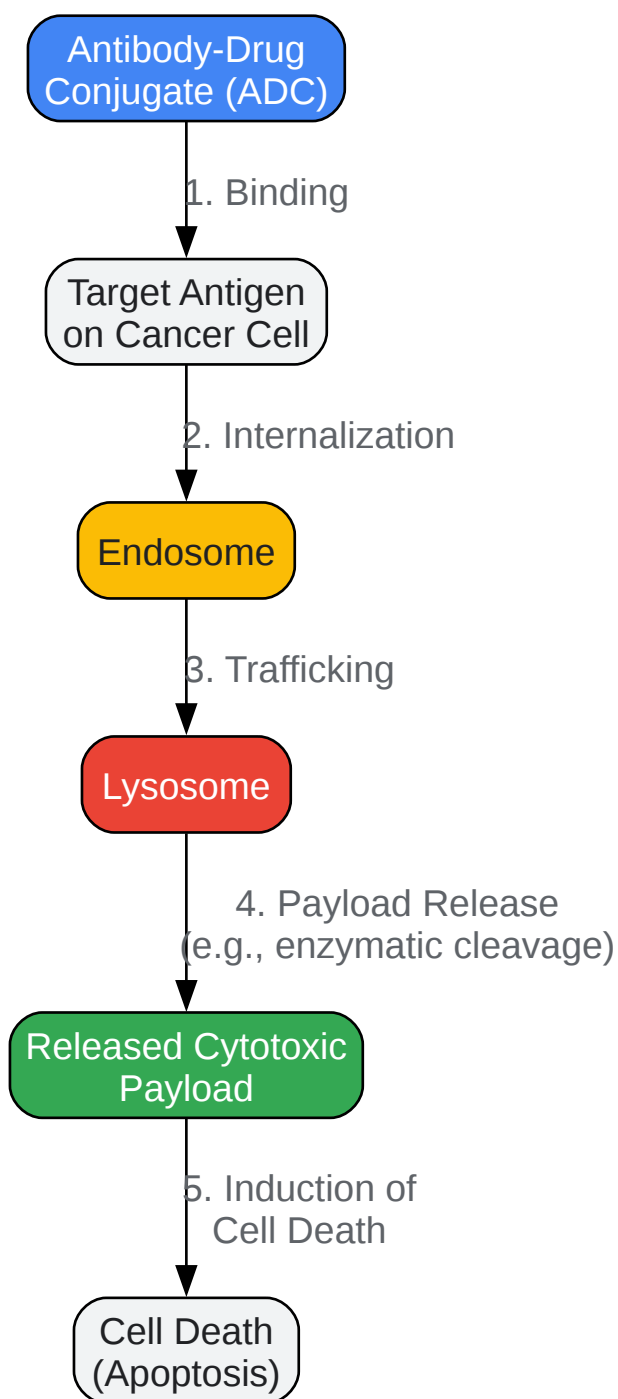 Antibody-Drug
Conjugate (ADC)
1. Binding
Target Antigen
on Cancer Cell
2. Internalization
Endosome
3. Trafficking
Lysosome
4. Payload Release
(e.g., enzymatic cleavage)
Released Cytotoxic
Payload
5. Induction of
Cell Death
Cell Death
(Apoptosis)